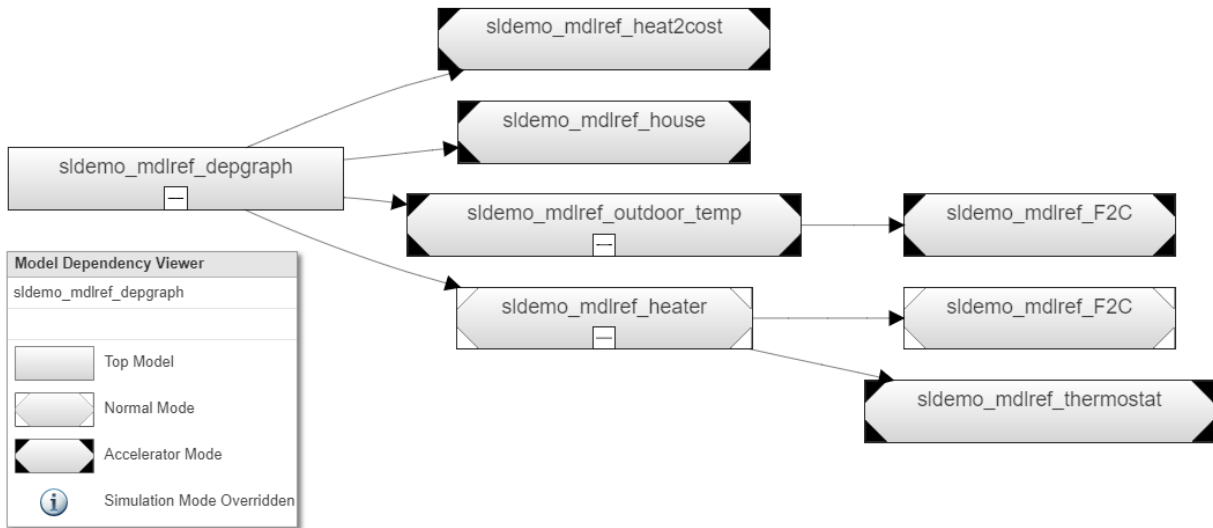 sldemo_mdlref_heat2cost
sldemo_mdlref_house
sldemo_mdlref_depgraph
sldemo_mdlref_outdoor_temp
sldemo_mdlref_F2C
sldemo_mdlref_heater
sldemo_mdlref_F2C
sldemo_mdlref_thermostat
Model Dependency Viewer
sldemo_mdlref_depgraph
Top Model
Normal Mode
Accelerator Mode
i
Simulation Mode Overridden